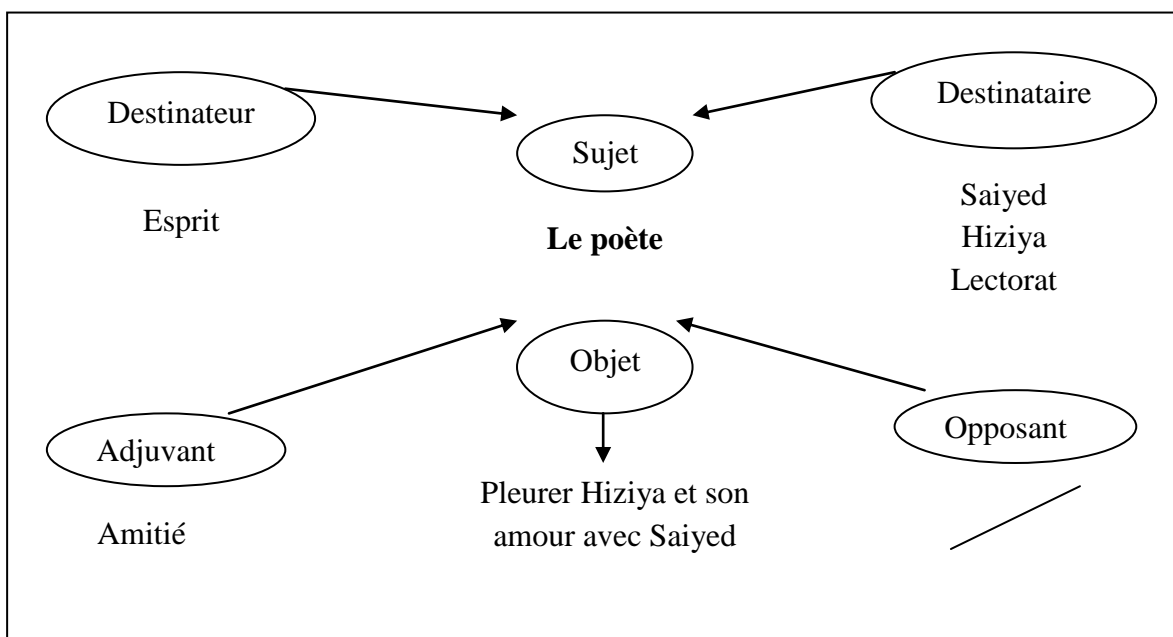 Destinateur
Destinataire
Sujet
Esprit
Le poète
Saiyed
Hiziya
Lectorat
Objet
Adjuvant
Opposant
Amitié
Pleurer Hiziya et son
amour avec Saiyed